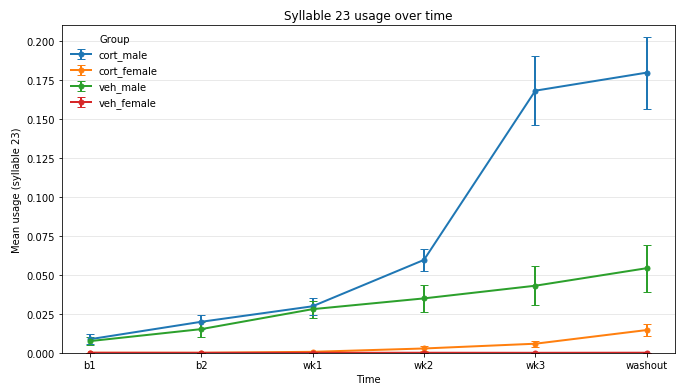 Syllable 23 usage over time
Group
cort_male
cort_female
veh_male
veh_female
Mean usage (syllable 23)
0.200
0.175
0.150
0.125
0.100
0.075
0.050
0.025
0.000
b1 b2 wk1 wk2 wk3 washout
Time